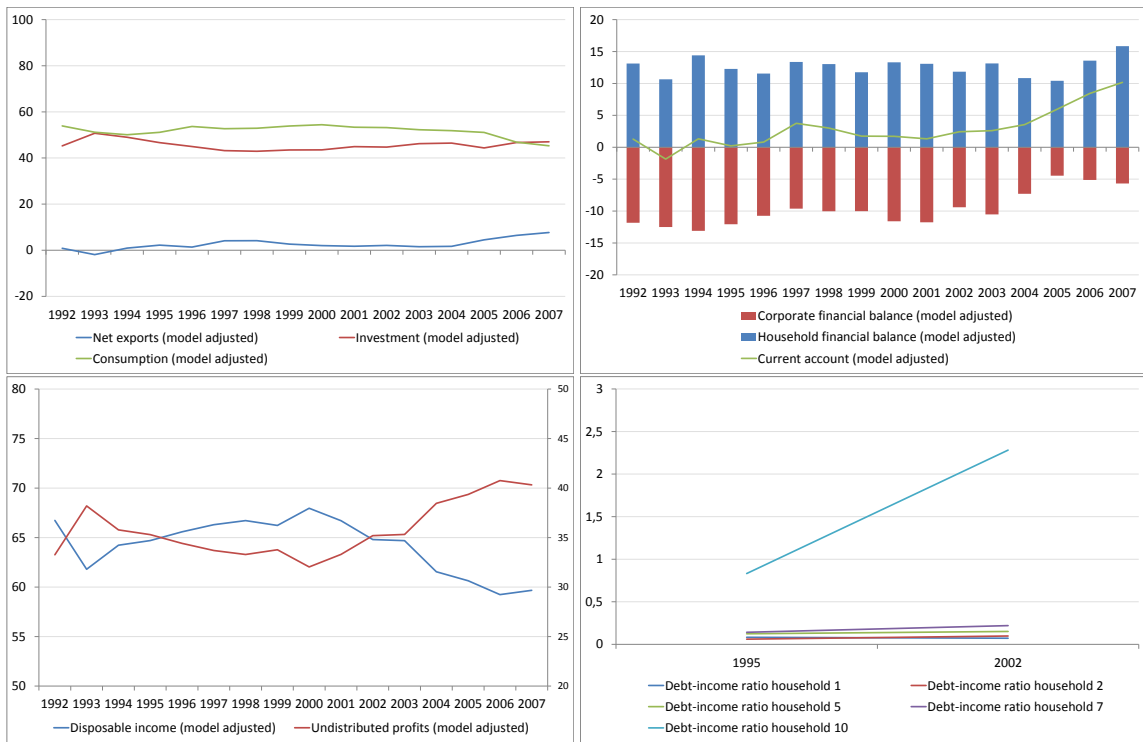 100
80
60
40
20
0
-20
1992 1993 1994 1995 1996 1997 1998 1999 2000 2001 2002 2003 2004 2005 2006 2007
Net exports (model adjusted) Investment (model adjusted)
Consumption (model adjusted)
20
15
10
5
0
-5
-10
-15
-20
1992 1993 1994 1995 1996 1997 1998 1999 2000 2001 2002 2003 2004 2005 2006 2007
Corporate financial balance (model adjusted)
Household financial balance (model adjusted)
Current account (model adjusted)
80 50
75 45
70 40
65 35
60 30
55 25
50 20
1992 1993 1994 1995 1996 1997 1998 1999 2000 2001 2002 2003 2004 2005 2006 2007
Disposable income (model adjusted) Undistributed profits (model adjusted)
3
2,5
2
1,5
1
0,5
0
1995 2002
Debt-income ratio household 1 Debt-income ratio household 2
Debt-income ratio household 5 Debt-income ratio household 7
Debt-income ratio household 10